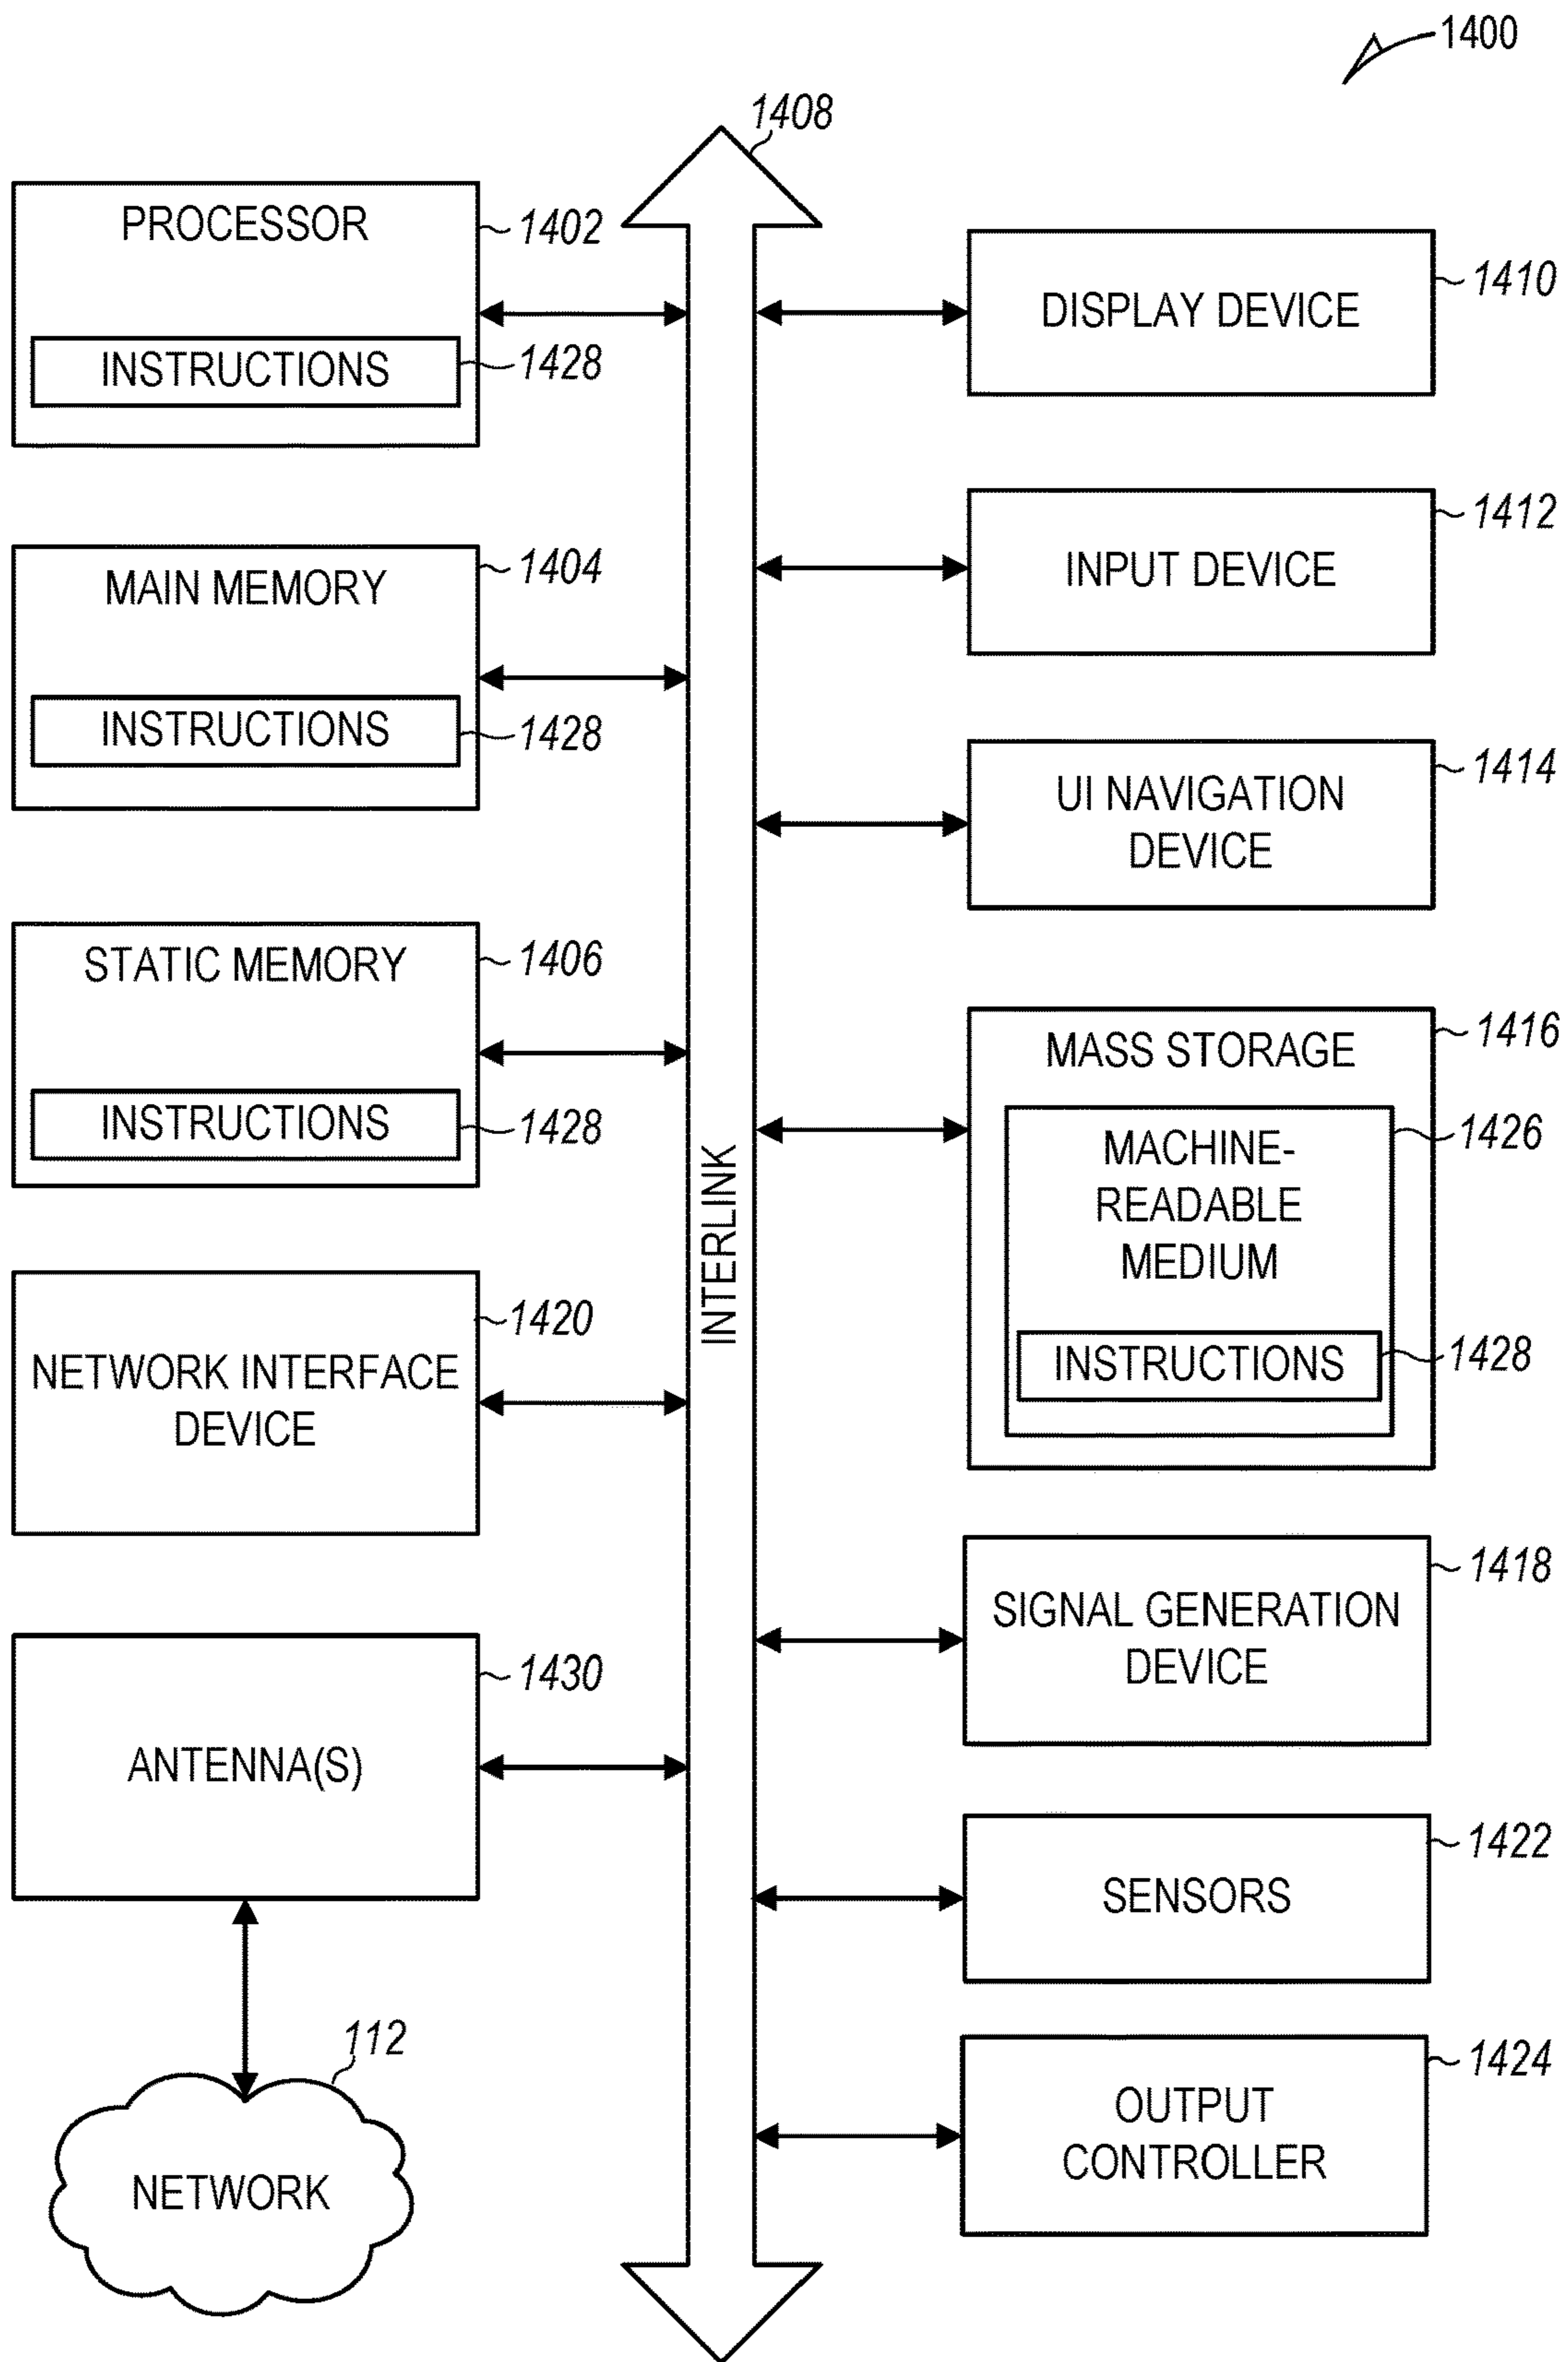 1400
1408
PROCESSOR
1402
INSTRUCTIONS
1428
MAIN MEMORY
1404
INSTRUCTIONS
1428
STATIC MEMORY
1406
INSTRUCTIONS
1428
1420
NETWORK INTERFACE
DEVICE
1430
ANTENNA(S)
112
NETWORK
INTERLINK
1410
DISPLAY DEVICE
1412
INPUT DEVICE
1414
UI NAVIGATION
DEVICE
1416
MASS STORAGE
1426
MACHINE-
READABLE
MEDIUM
INSTRUCTIONS
1428
1418
SIGNAL GENERATION
DEVICE
1422
SENSORS
1424
OUTPUT
CONTROLLER